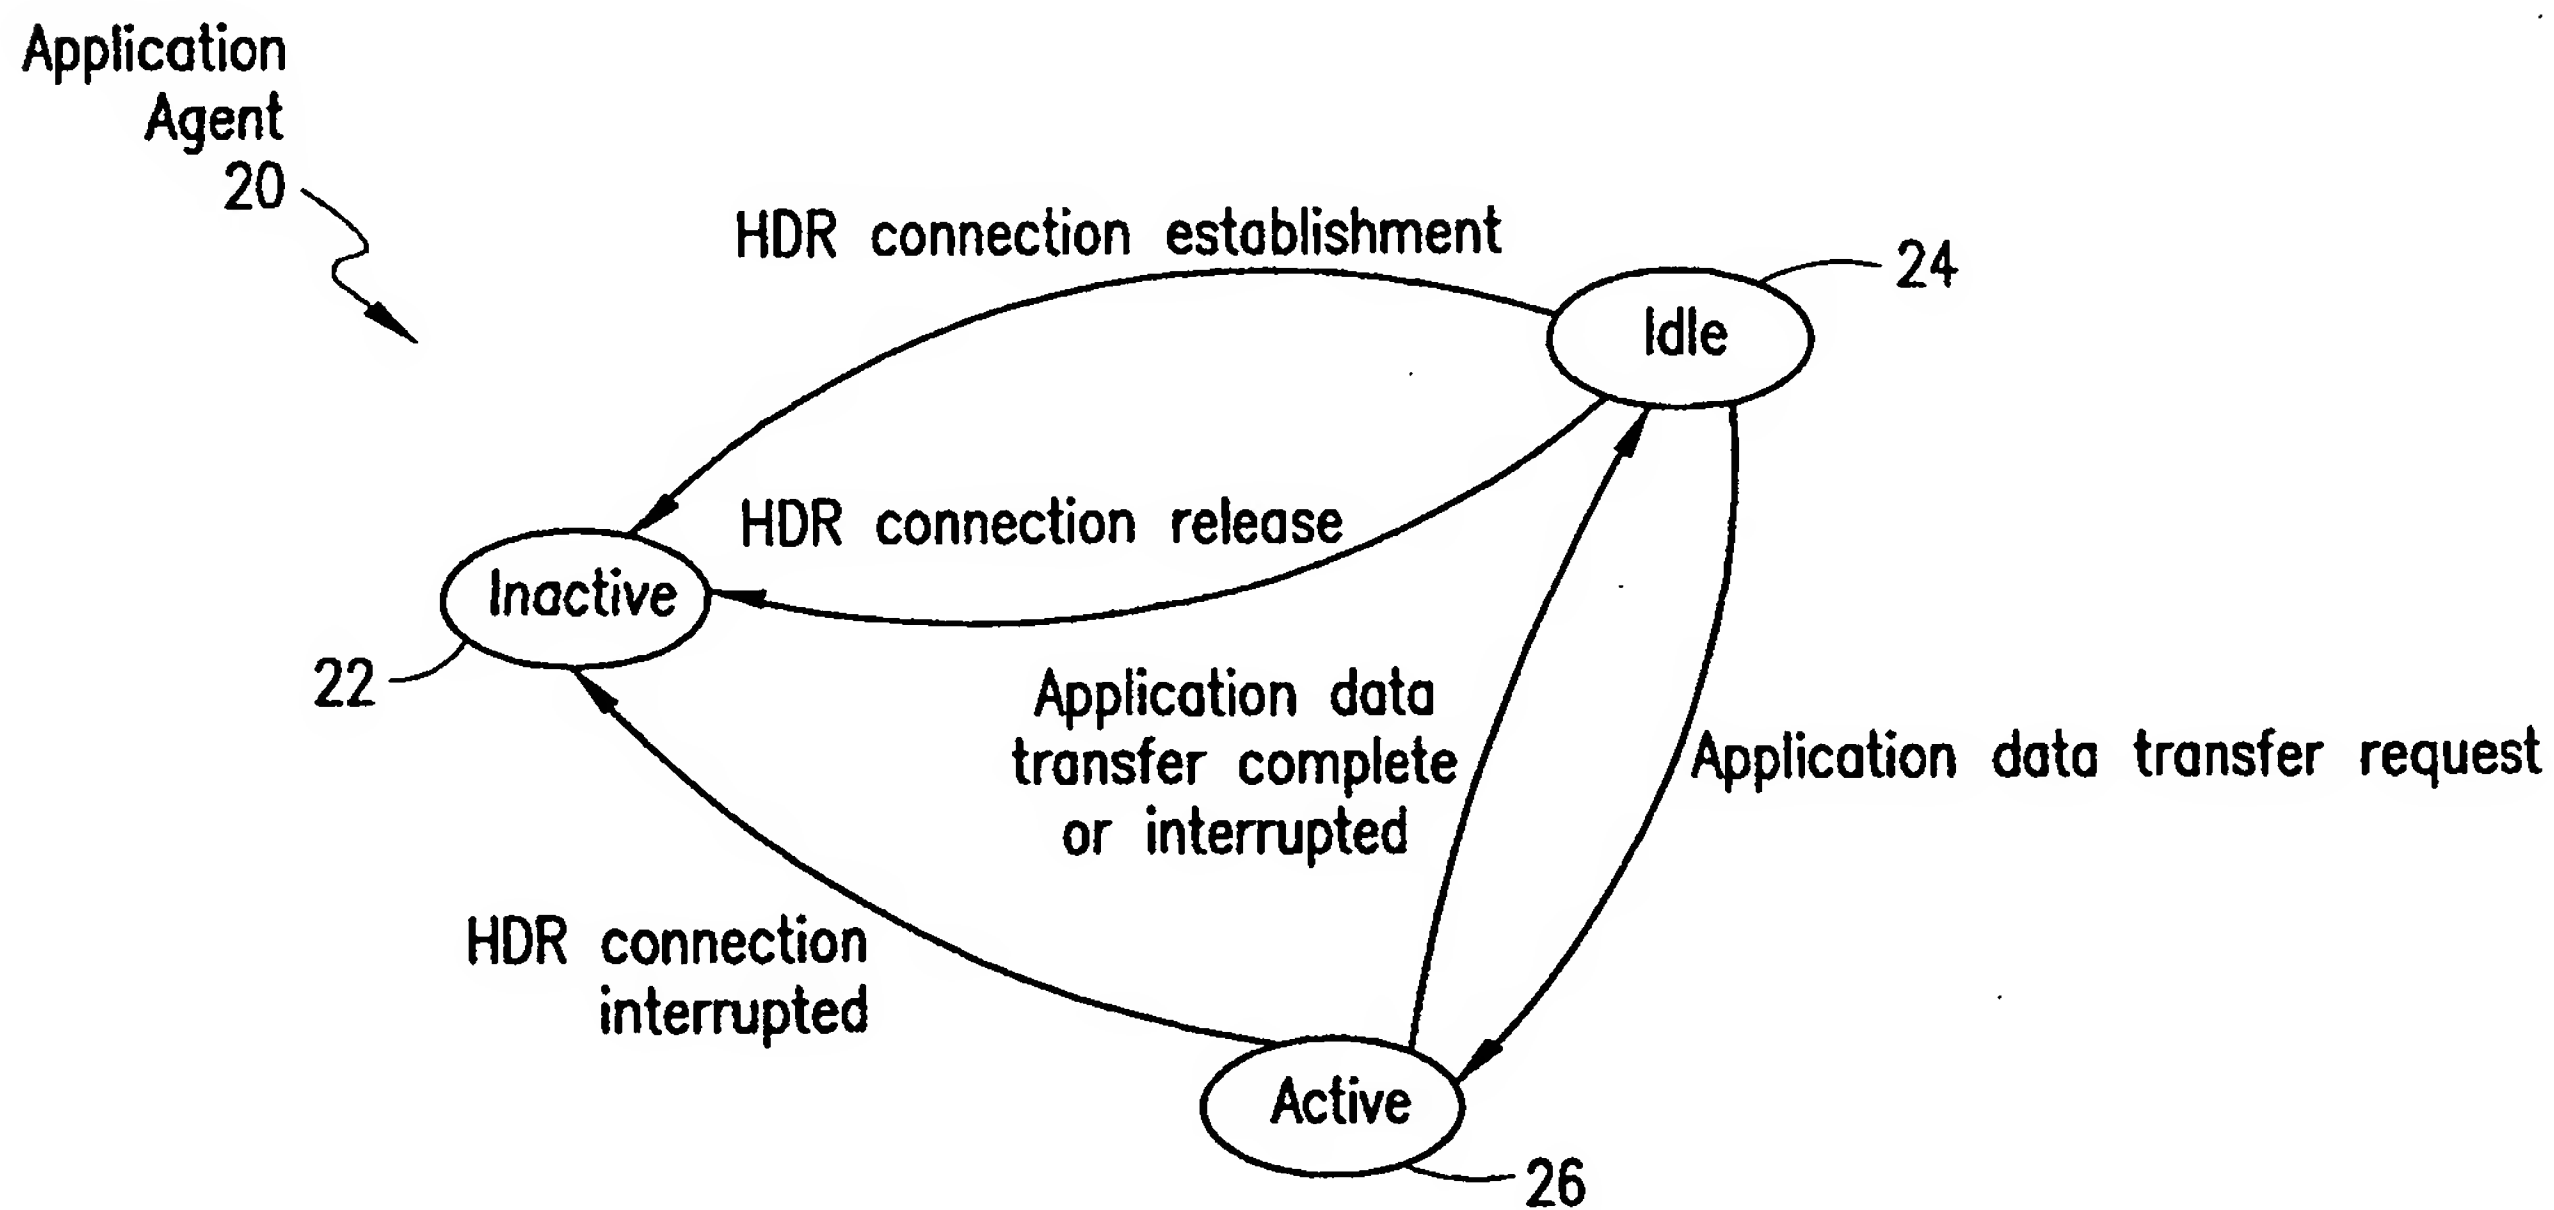 Application
Agent
20
HDR connection establishment
24
Idle
HDR connection release
Inactive
22
Application data
transfer complete
or interrupted
Application data transfer request
HDR connection
interrupted
Active
26